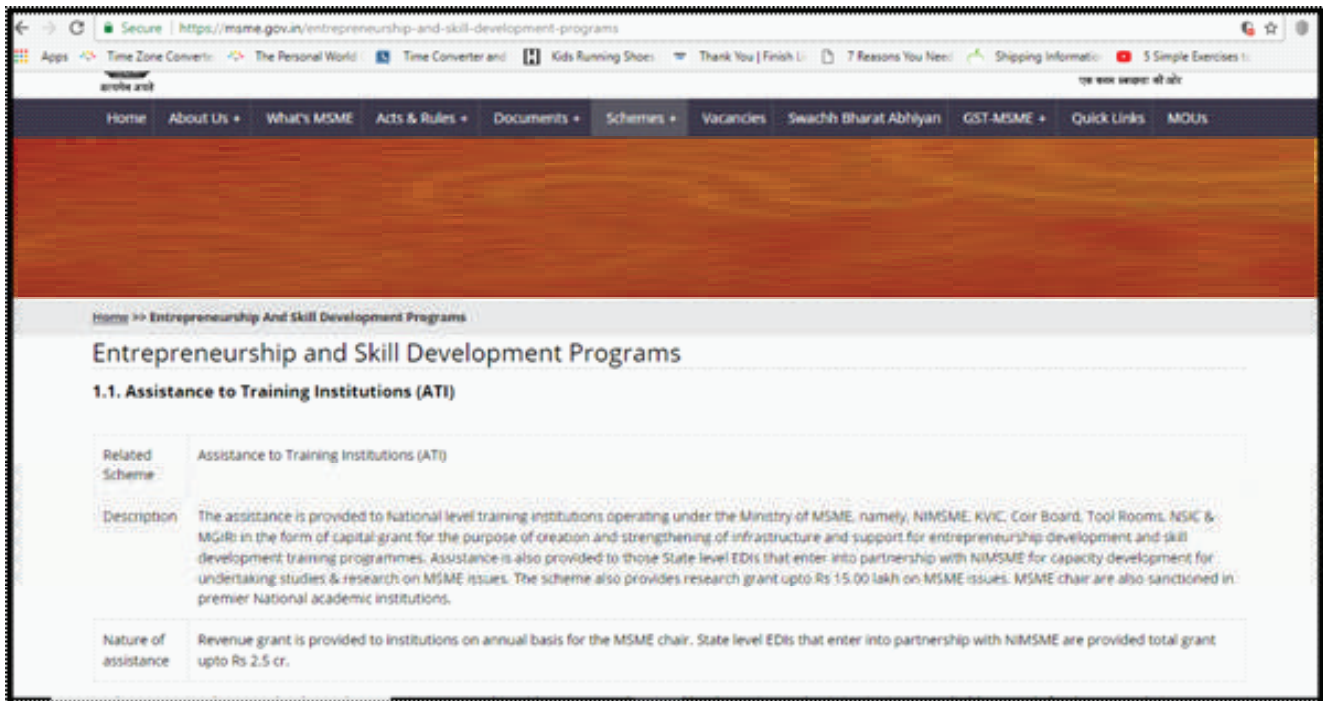 Secure | https://msme.gov.in/entrepreneurship-and-skill-development-programs
Apps Time Zone Converte The Personal World Time Converter and Kids Running Shoes Thank You | Finish Li 7 Reasons You Need Shipping Informatio 5 Simple Exercises to
सत्यमेव जयते
एक कदम स्वच्छता की ओर
Home About Us + What's MSME Acts & Rules + Documents + Schemes + Vacancies Swachh Bharat Abhiyan GST-MSME + Quick Links MOUs
Home >> Entrepreneurship And Skill Development Programs
Entrepreneurship and Skill Development Programs
1.1. Assistance to Training Institutions (ATI)
Related Assistance to Training Institutions (ATI)
Scheme
Description The assistance is provided to National level training institutions operating under the Ministry of MSME, namely, NIMSME, KVIC, Coir Board, Tool Rooms, NSIC &
MGIRI in the form of capital grant for the purpose of creation and strengthening of infrastructure and support for entrepreneurship development and skill
development training programmes. Assistance is also provided to those State level EDIs that enter into partnership with NIMSME for capacity development for
undertaking studies & research on MSME issues. The scheme also provides research grant upto Rs 15.00 lakh on MSME issues. MSME chair are also sanctioned in
premier National academic institutions.
Nature of Revenue grant is provided to institutions on annual basis for the MSME chair. State level EDIs that enter into partnership with NIMSME are provided total grant
assistance upto Rs 2.5 cr.